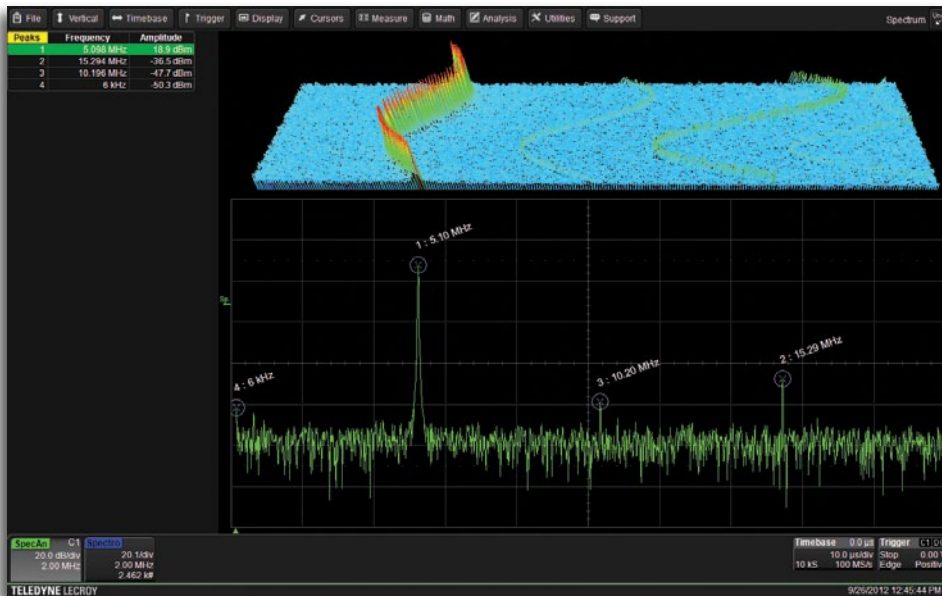 File Vertical Timebase Trigger Display Cursors Measure Math Analysis Utilities Support Spectrum
Peaks Frequency Amplitude
1 5.098 MHz 18.9 dBm
2 15.294 MHz -36.5 dBm
3 10.196 MHz -47.7 dBm
4 6 kHz -50.3 dBm
1 : 5.10 MHz
2 : 15.29 MHz
3 : 10.20 MHz
4 : 6 kHz
SpecAn C1
20.0 dB/div
2.00 MHz
Spectro
20.1/div
2.00 MHz
2.462 k#
Timebase 0.0 µs
10.0 µs/div
10 kS 100 MS/s
Trigger C1
Stop 0.00
Edge Positiv
TELEDYNE LECROY
9/26/2012 12:45:44 PM